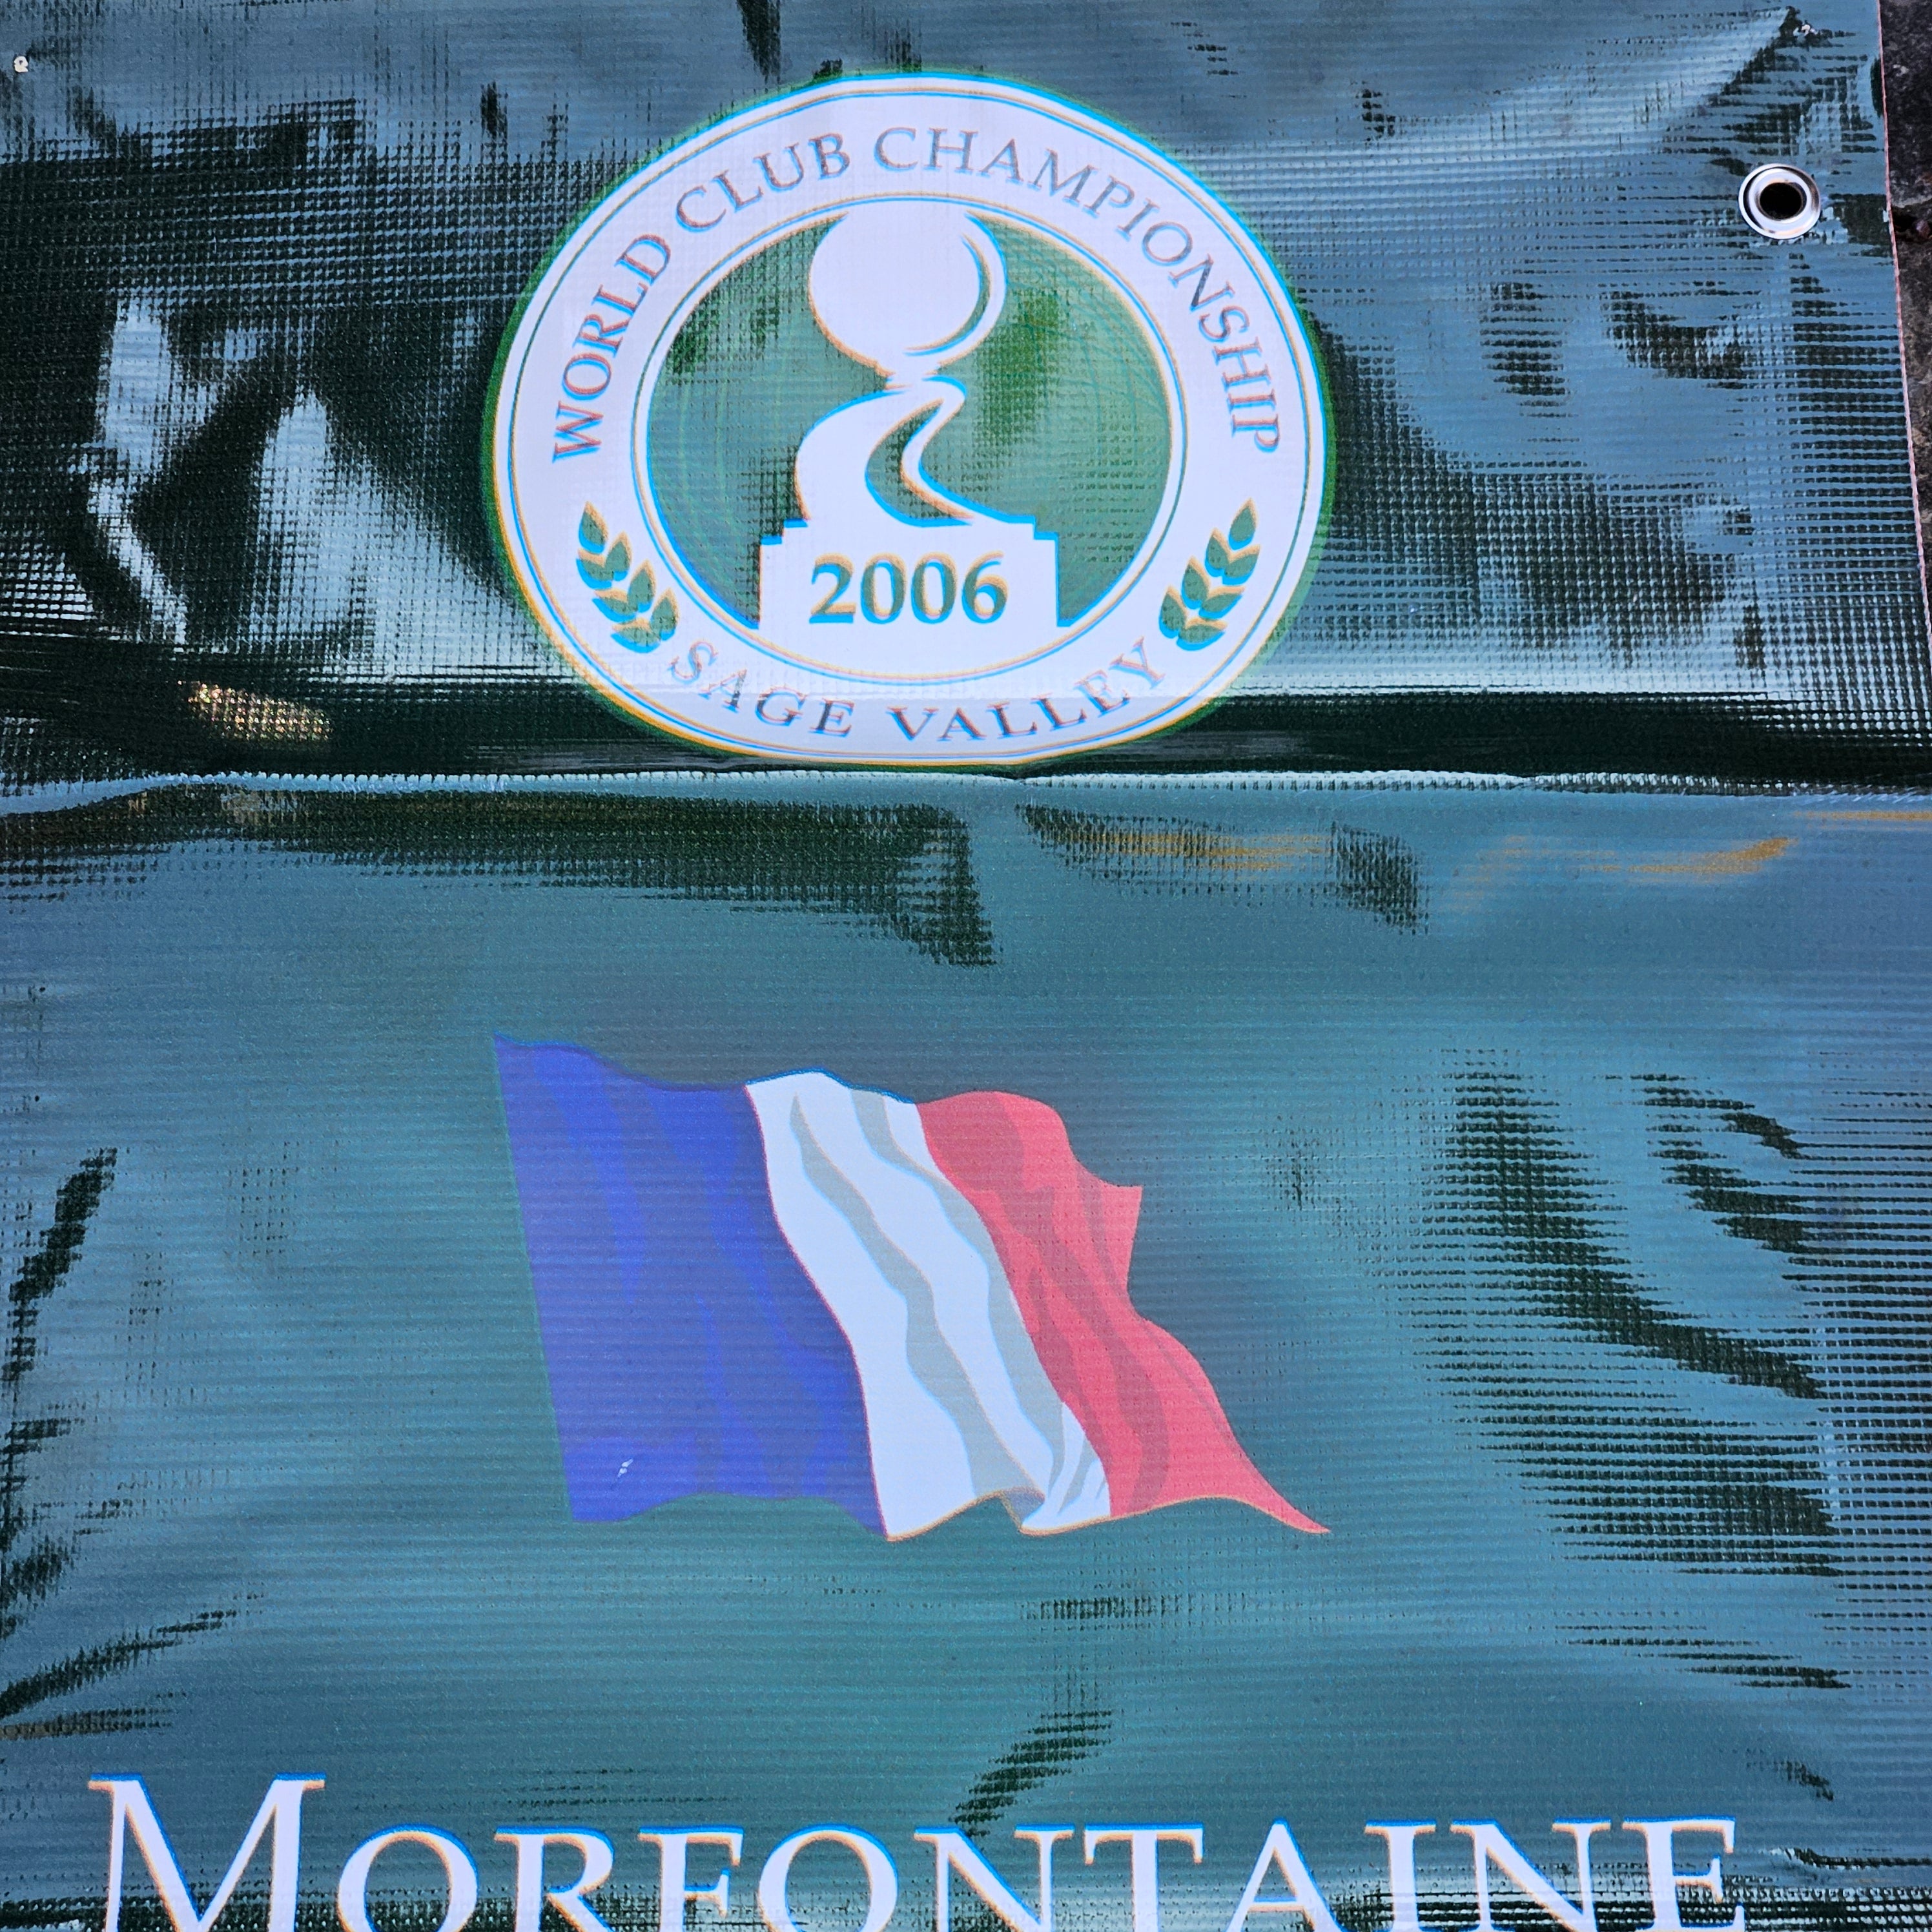 WORLD CLUB CHAMPIONSHIP
2006
SAGE VALLEY
MORFONTAINE